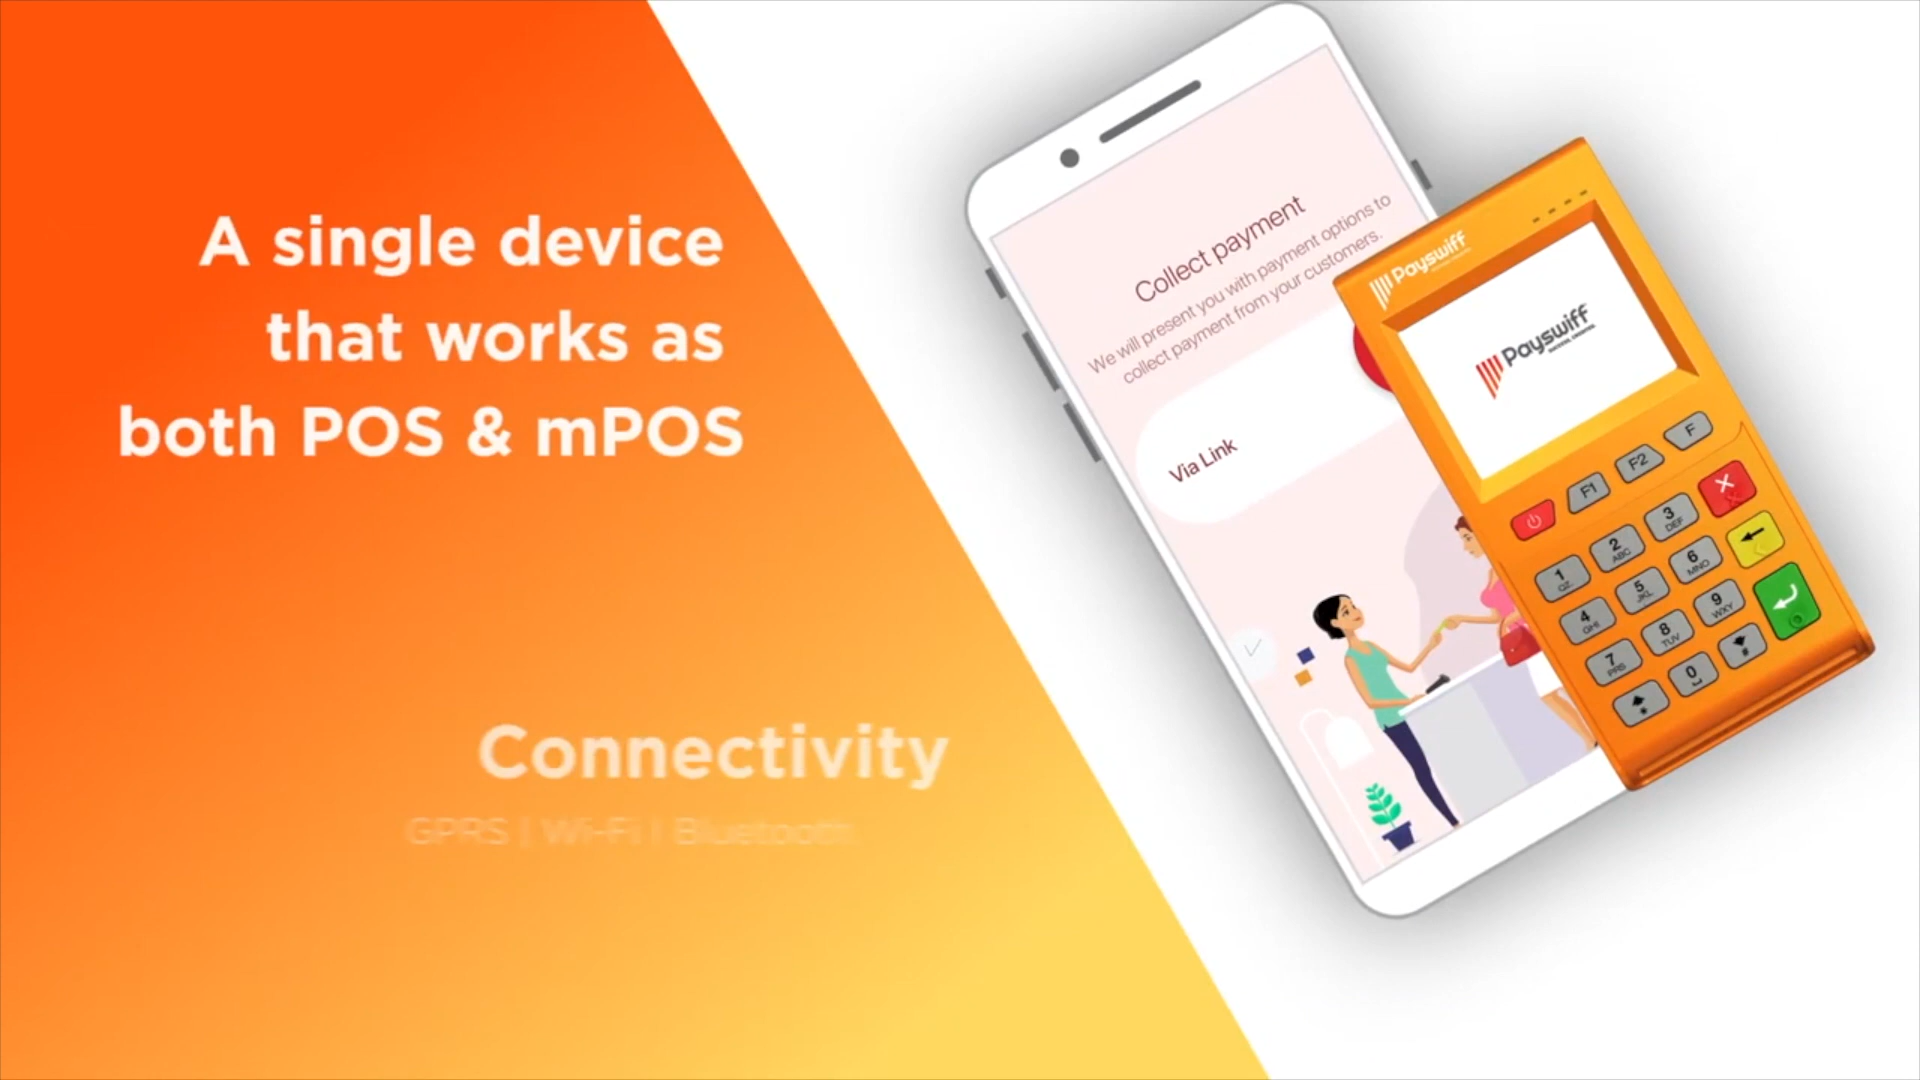 A single device
that works as
both POS & mPOS
Connectivity
GPRS | Wi-Fi | Bluetooth
Collect payment
We will present you with payment options to
collect payment from your customers.
Via Link
Payswiff
Payswiff
F1
F2
F
1
QZ.
2
ABC
3
DEF
4
GHI
5
JKL
6
MNO
7
PRS
8
TUV
9
WXY
*
0
#